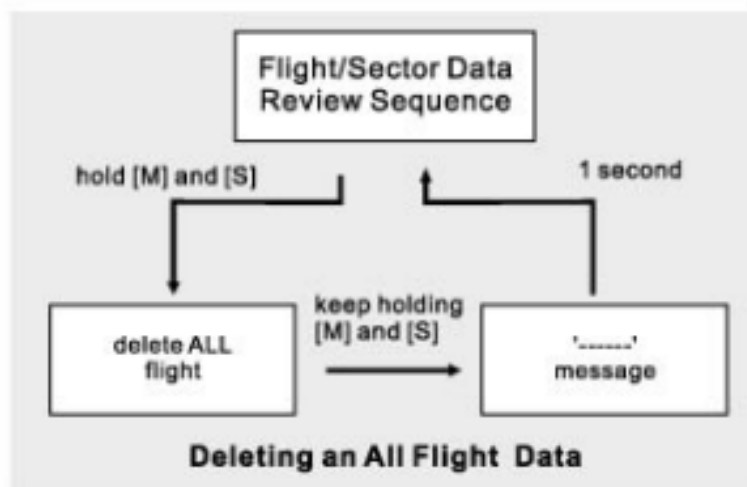 Flight/Sector Data
Review Sequence
hold [M] and [S]
1 second
delete ALL
flight
keep holding
[M] and [S]
'------'
message
Deleting an All Flight Data